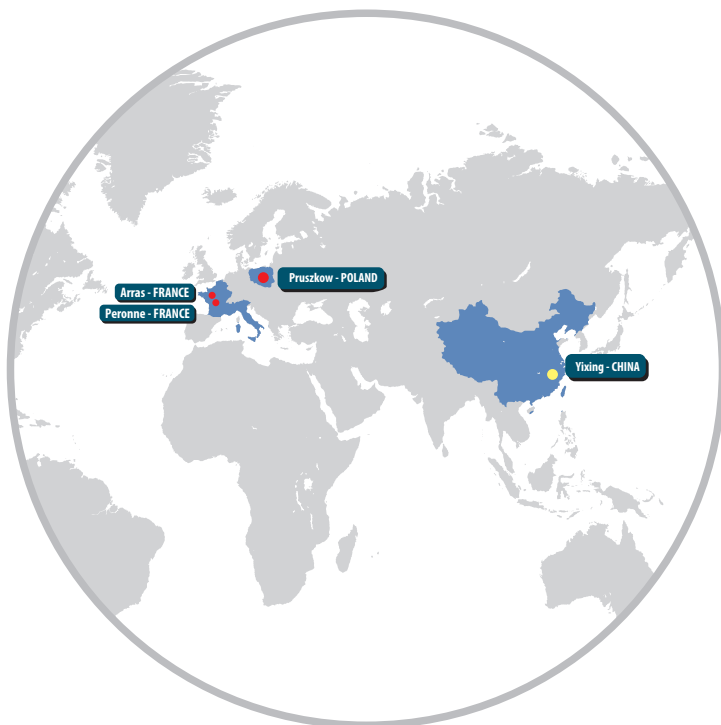 Pruszkow - POLAND
Arras - FRANCE
Peronne - FRANCE
Yixing - CHINA